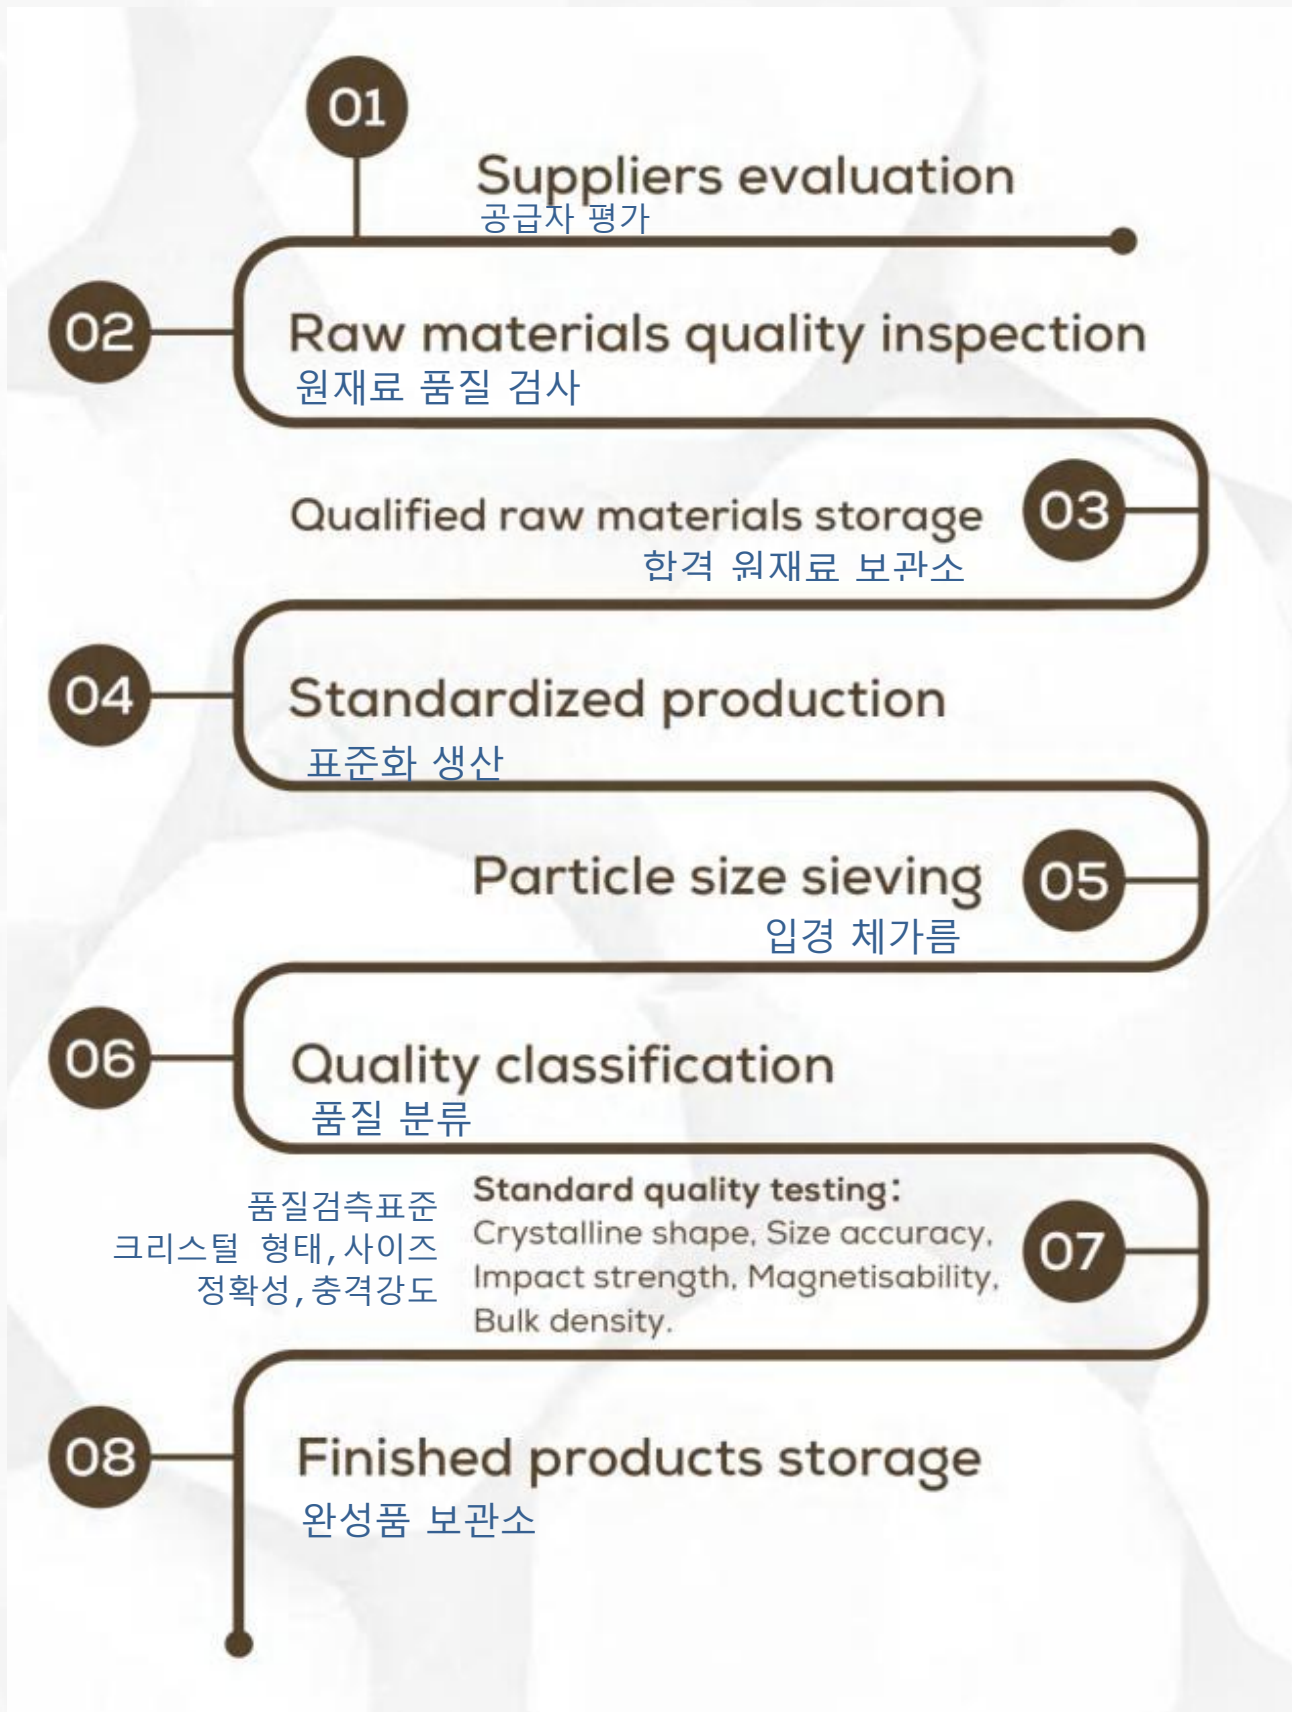 01
Suppliers evaluation
공급자 평가
02
Raw materials quality inspection
원재료 품질 검사
Qualified raw materials storage
03
합격 원재료 보관소
04
Standardized production
표준화 생산
Particle size sieving
05
입경 체가름
06
Quality classification
품질 분류
품질검측표준
크리스털 형태,사이즈
정확성,충격강도
Standard quality testing:
Crystalline shape, Size accuracy,
Impact strength, Magnetisability,
Bulk density.
07
08
Finished products storage
완성품 보관소